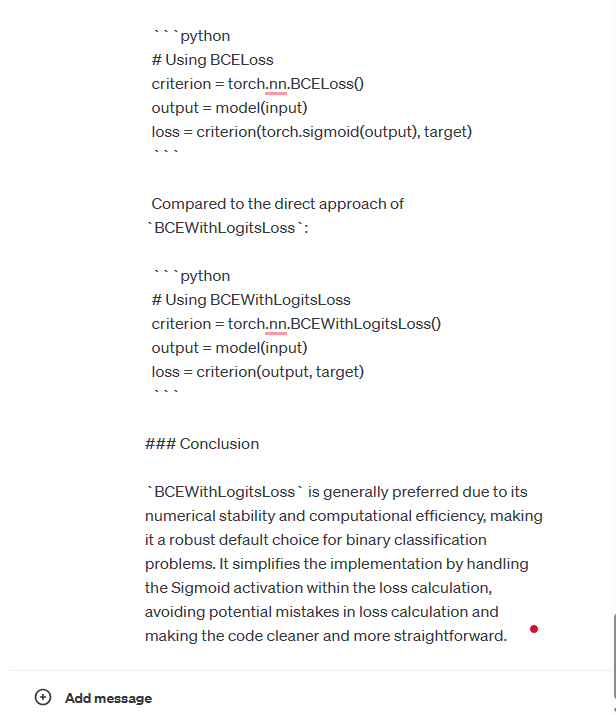 ```python
# Using BCELoss
criterion = torch.nn.BCELoss()
output = model(input)
loss = criterion(torch.sigmoid(output), target)
```
Compared to the direct approach of
`BCEWithLogitsLoss`:
```python
# Using BCEWithLogitsLoss
criterion = torch.nn.BCEWithLogitsLoss()
output = model(input)
loss = criterion(output, target)
```
### Conclusion
`BCEWithLogitsLoss` is generally preferred due to its
numerical stability and computational efficiency, making
it a robust default choice for binary classification
problems. It simplifies the implementation by handling
the Sigmoid activation within the loss calculation,
avoiding potential mistakes in loss calculation and
making the code cleaner and more straightforward.
Add message